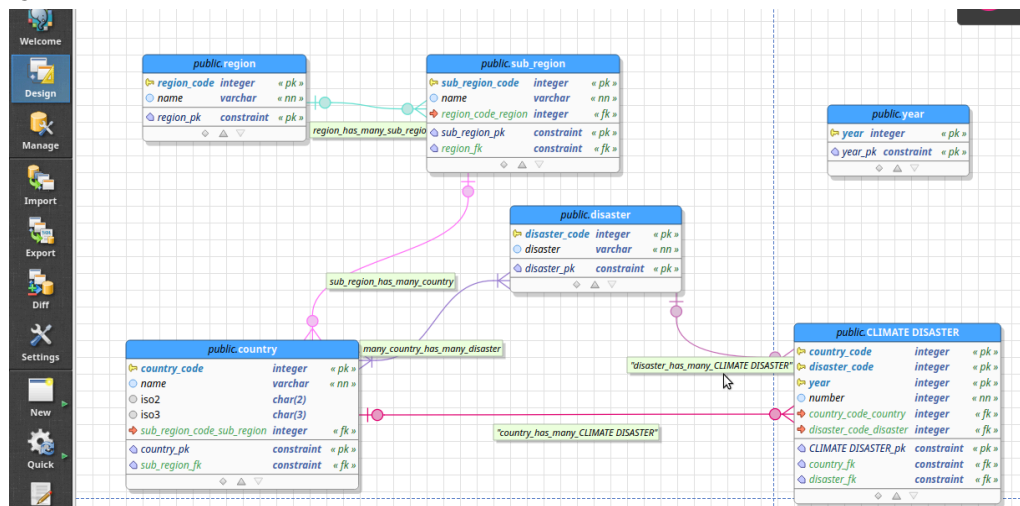 Welcome
Design
Manage
Import
Export
Diff
Settings
New
Quick
public.region
region_code integer « pk »
name varchar « nn »
region_pk constraint « pk »
region_has_many_sub_regio
public.sub_region
sub_region_code integer « pk »
name varchar « nn »
region_code_region integer « fk »
sub_region_pk constraint « pk »
region_fk constraint « fk »
public.year
year integer « pk »
year_pk constraint « pk »
public.disaster
disaster_code integer « pk »
disaster varchar « nn »
disaster_pk constraint « pk »
sub_region_has_many_country
many_country_has_many_disaster
public.country
country_code integer « pk »
name varchar « nn »
iso2 char(2)
iso3 char(3)
sub_region_code_sub_region integer « fk »
country_pk constraint « pk »
sub_region_fk constraint « fk »
"disaster_has_many_CLIMATE DISASTER"
"country_has_many_CLIMATE DISASTER"
public.CLIMATE DISASTER
country_code integer « pk »
disaster_code integer « pk »
year integer « pk »
number integer « nn »
country_code_country integer « fk »
disaster_code_disaster integer « fk »
CLIMATE DISASTER_pk constraint « pk »
country_fk constraint « fk »
disaster_fk constraint « fk »